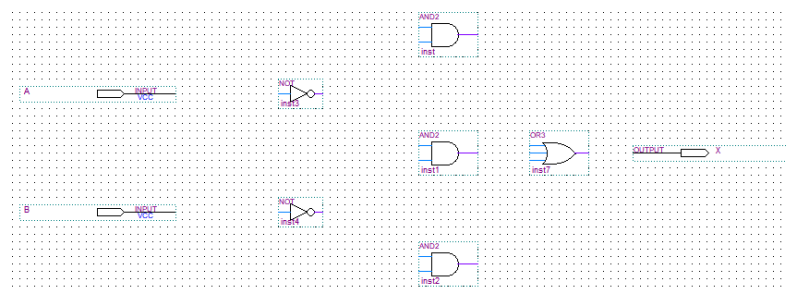 AND2
inst
A
INPUT
VCC
NOT
inst3
AND2
inst1
OR3
inst7
OUTPUT
X
B
INPUT
VCC
NOT
inst4
AND2
inst2